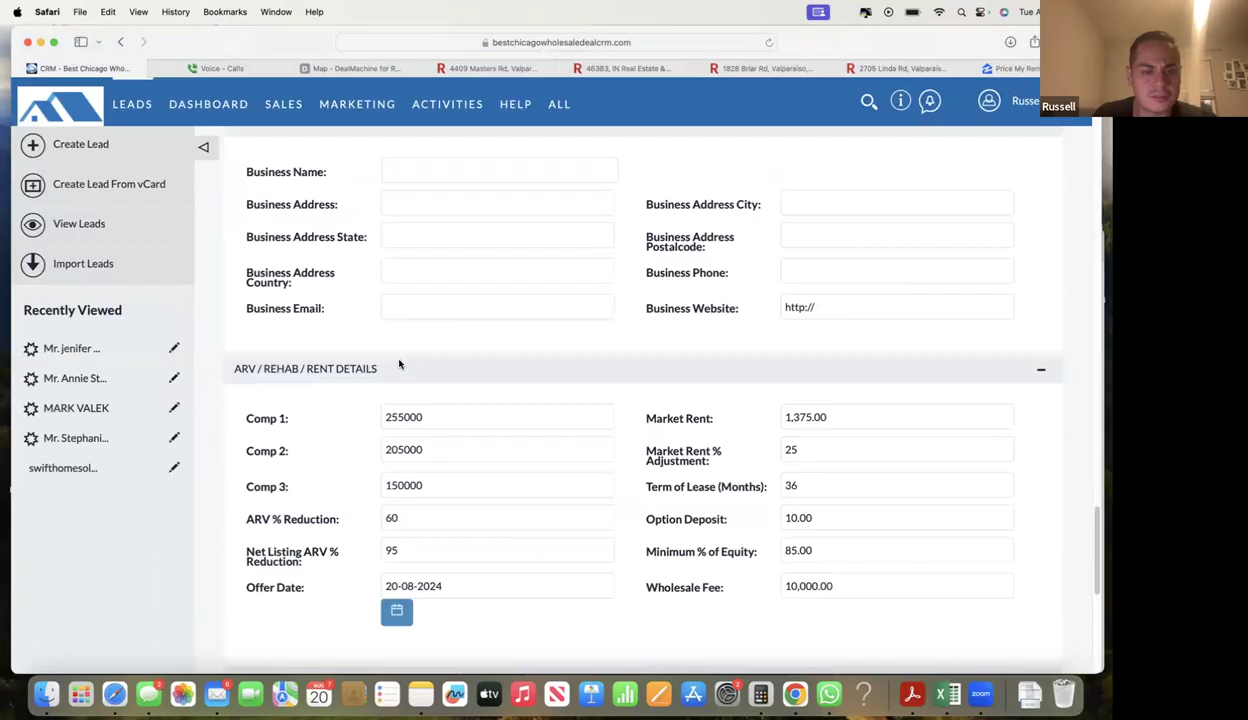 Safari File Edit View History Bookmarks Window Help Tue A
bestchicagowholesaledealcrm.com
CRM - Best Chicago Who... Voice - Calls Map - DealMachine for R... 4409 Masters Rd, Valpar... 46383, IN Real Estate &... 1828 Briar Rd, Valparaiso,... 2705 Linda Rd, Valparais... Price My Ren
Russell
LEADS DASHBOARD SALES MARKETING ACTIVITIES HELP ALL Russe
Create Lead
Create Lead From vCard
View Leads
Import Leads
Recently Viewed
Mr. jenifer ...
Mr. Annie St...
MARK VALEK
Mr. Stephani...
swifthomesol...
Business Name:
Business Address: Business Address City:
Business Address State: Business Address
Postalcode:
Business Address
Country: Business Phone:
Business Email: Business Website: http://
ARV / REHAB / RENT DETAILS
Comp 1: 255000 Market Rent: 1,375.00
Comp 2: 205000 Market Rent %
Adjustment: 25
Comp 3: 150000 Term of Lease (Months): 36
ARV % Reduction: 60 Option Deposit: 10.00
Net Listing ARV %
Reduction: 95 Minimum % of Equity: 85.00
Offer Date: 20-08-2024 Wholesale Fee: 10,000.00
AUG
20
tv
zoom